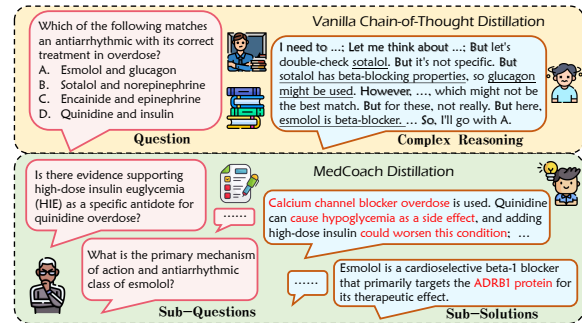 Vanilla Chain-of-Thought Distillation
Which of the following matches
an antiarrhythmic with its correct
treatment in overdose?
A. Esmolol and glucagon
B. Sotalol and norepinephrine
C. Encainide and epinephrine
D. Quinidine and insulin
Question
I need to ...; Let me think about ...; But let's
double-check sotalol. But it's not specific. But
sotalol has beta-blocking properties, so glucagon
might be used. However, ..., which might not
be the best match. But for these, not really. But here,
esmolol is beta-blocker. ... So, I'll go with A.
Complex Reasoning
MedCoach Distillation
Is there evidence supporting
high-dose insulin euglycemia
(HIE) as a specific antidote for
quinidine overdose?
......
What is the primary mechanism
of action and antiarrhythmic
class of esmolol?
Sub-Questions
Calcium channel blocker overdose is used. Quinidine
can cause hypoglycemia as a side effect, and adding
high-dose insulin could worsen this condition; ...
......
Esmolol is a cardioselective beta-1 blocker
that primarily targets the ADRB1 protein for
its therapeutic effect.
Sub-Solutions